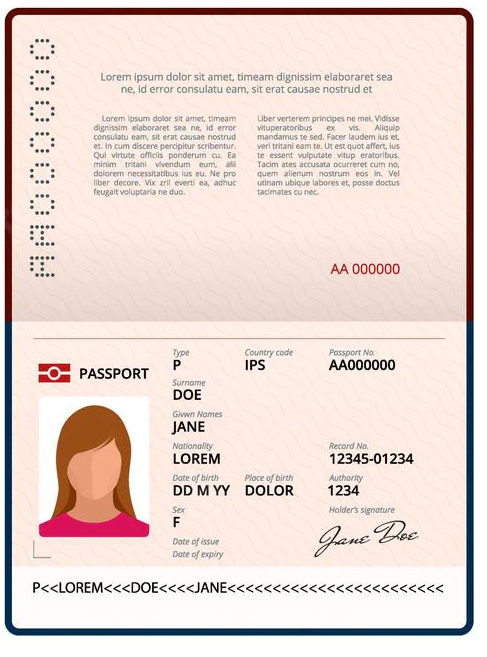 AA000000
Lorem ipsum dolor sit amet, timeam dignissim elaboraret sea
ne, id error consequat eam, sit erat causae nostrud et
Lorem ipsum dolor sit amet, timeam
dignissim elaboraret sea ne, id error
consequat eam, sit erat causae nostrud
et. In cum discere percipitur scribentur.
Qui virtute officiis ponderum cu. Ea
minim tritani vivendum eum, alii
dolorem necessitatibus ius eu. Ne pro
liber decore. Vix zril everti ea, adhuc
feugait voluptaria ne duo.
Liber verterem principes ne mei. Vidisse
vituperatoribus ex vis. Aliquip
mandamus te sed. Facer laudem ius et,
veri tritani eam te. Ut est quot affert, ius
te essent vulputate vitup eratoribus.
Tacim ates accusata ocurreret cum no,
quem alienum nostrum eos in. Vel
utinam ubique labores et, posse doctus
tacimates cu nec.
AA 000000
PASSPORT
Type Country code Passport No.
P IPS AA000000
Surname
DOE
Givwn Names
JANE
Nationality Record No.
LOREM 12345-01234
Date of birth Place of birth Authority
DD M YY DOLOR 1234
Sex Holder's signature
F
Jane Doe
Date of issue
Date of expiry
P<<LOREM<<<DOE<<<<JANE<<<<<<<<<<<<<<<<<<<<<<<<